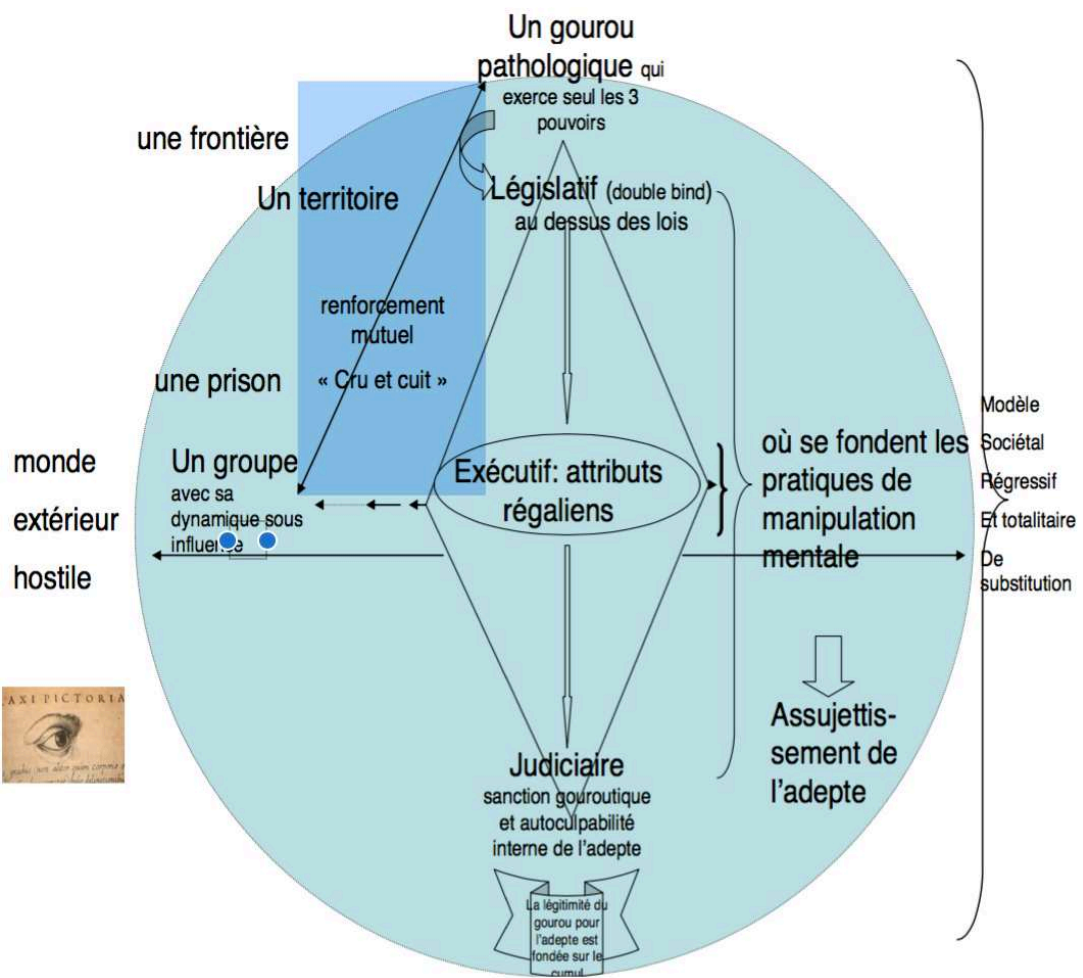 Un gourou
pathologique qui
exerce seul les 3
pouvoirs
une frontière
Un territoire
Législatif (double bind)
au dessus des lois
renforcement
mutuel
« Cru et cuit »
une prison
monde
extérieur
hostile
Un groupe
avec sa
dynamique sous
influence
Exécutif: attributs
régaliens
où se fondent les
pratiques de
manipulation
mentale
Modèle
Sociétal
Régressif
Et totalitaire
De
substitution
Assujettis-
sement de
l'adepte
AXI PICTORIA
Judiciaire
sanction gouroutique
et autoculpabilité
interne de l'adepte
La légitimité du
gourou pour
l'adepte est
fondée sur le
cumul